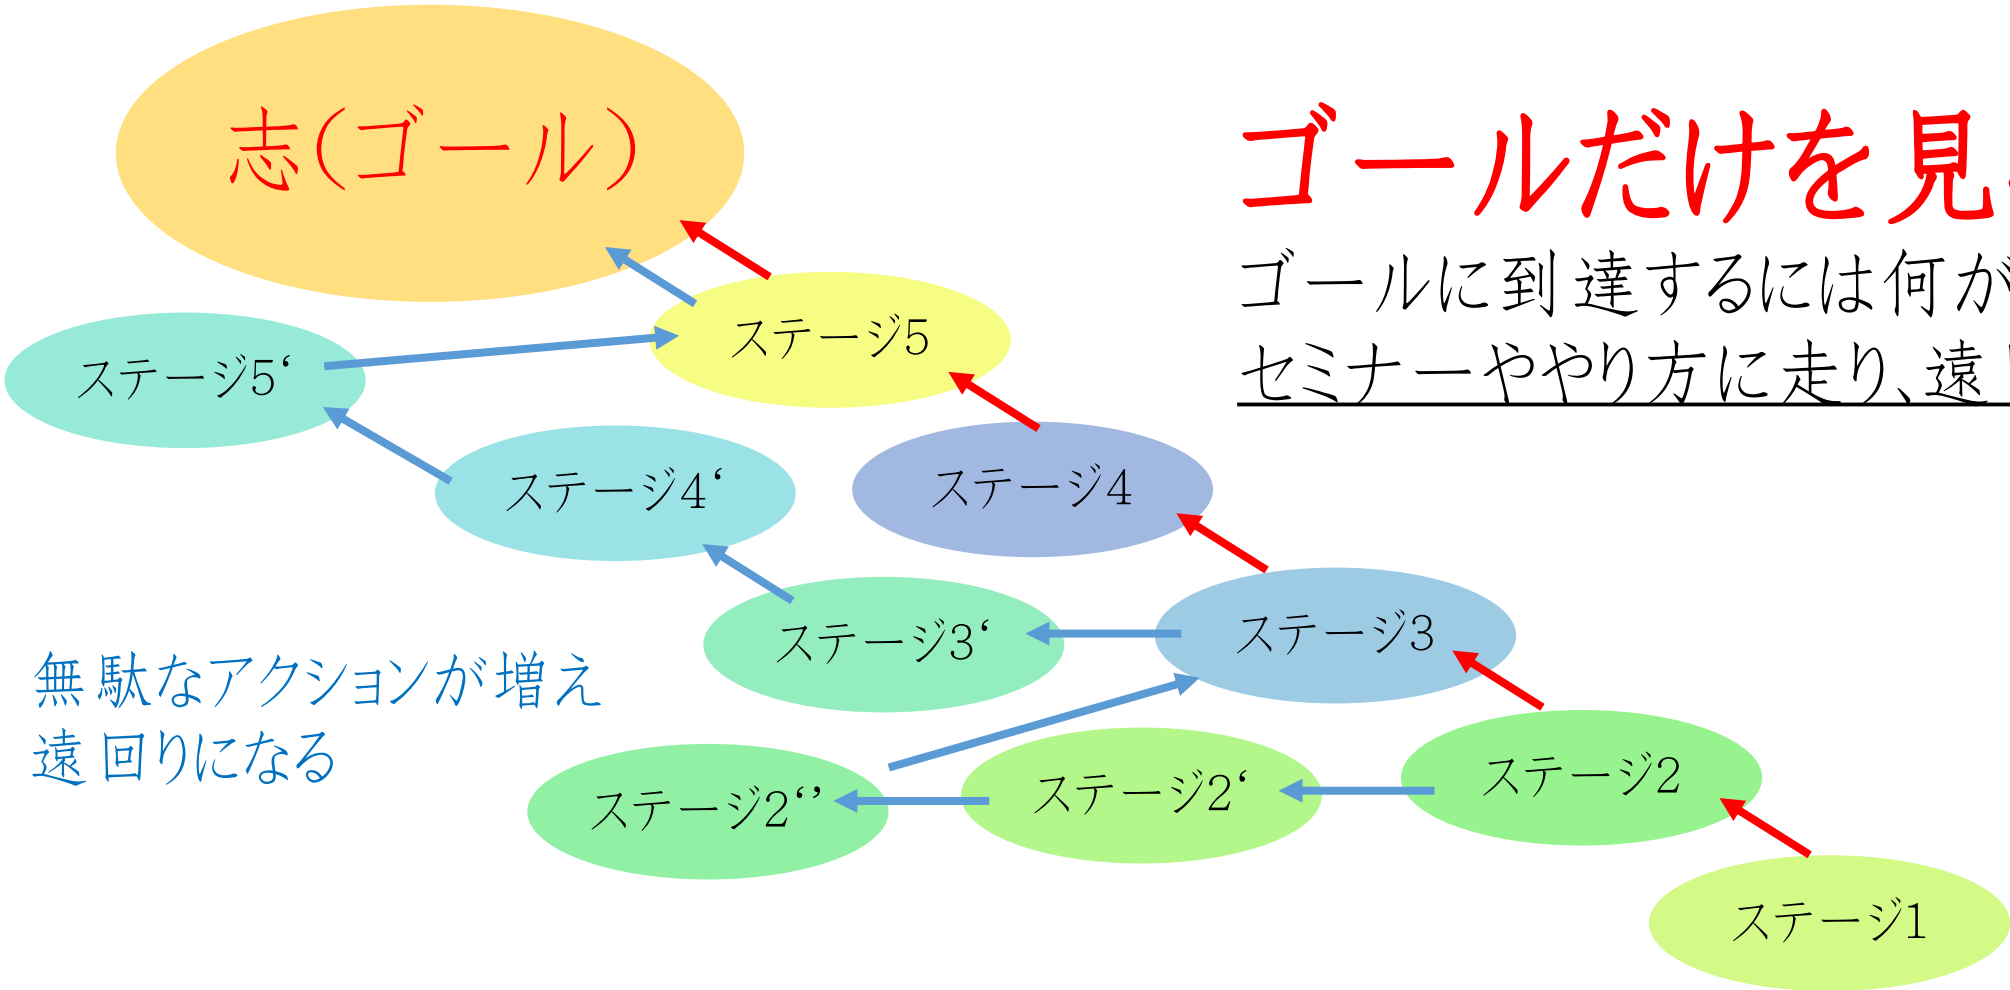 志(ゴール)
ゴールだけを見
ゴールに到達するには何が
セミナーややり方に走り、遠
ステージ5
ステージ5‘
ステージ4‘
ステージ4
ステージ3‘
ステージ3
無駄なアクションが増え
遠回りになる
ステージ2‘’
ステージ2‘
ステージ2
ステージ1